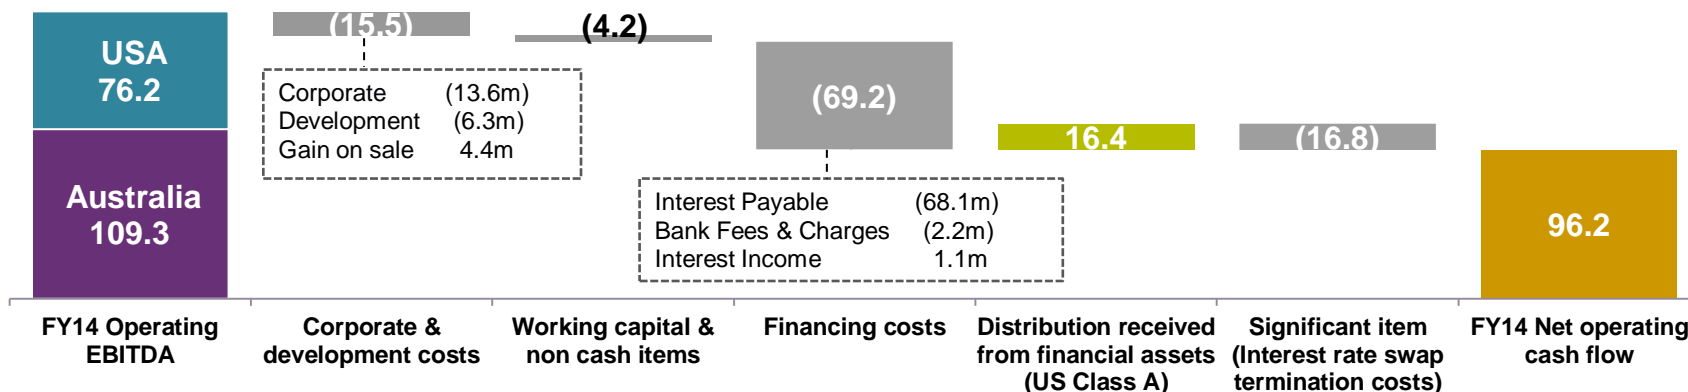 USA
76.2
Australia
109.3
(15.5)
Corporate (13.6m)
Development (6.3m)
Gain on sale 4.4m
(4.2)
(69.2)
Interest Payable (68.1m)
Bank Fees & Charges (2.2m)
Interest Income 1.1m
16.4
(16.8)
96.2
FY14 Operating
EBITDA
Corporate &
development costs
Working capital &
non cash items
Financing costs
Distribution received
from financial assets
(US Class A)
Significant item
(Interest rate swap
termination costs)
FY14 Net operating
cash flow